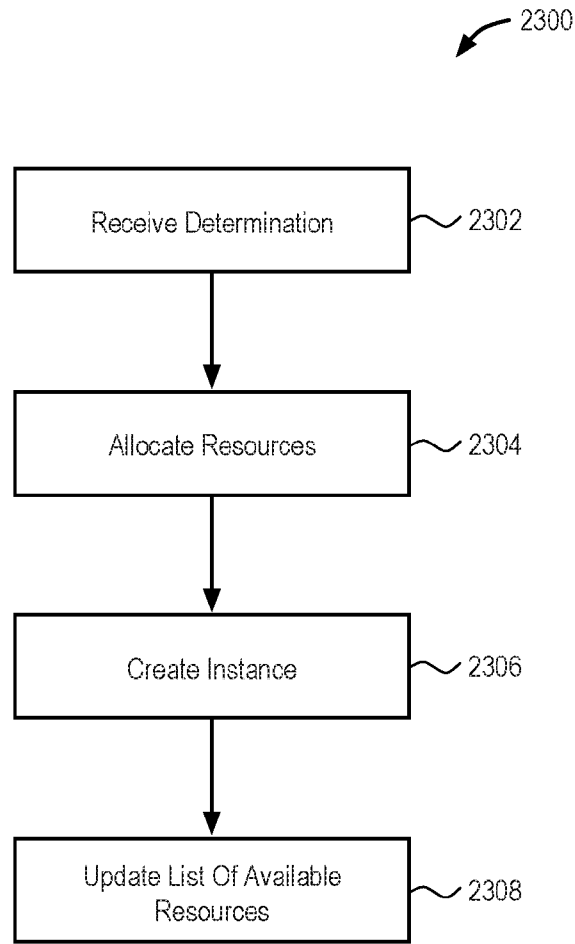 2300
Receive Determination
2302
Allocate Resources
2304
Create Instance
2306
Update List Of Available
Resources
2308